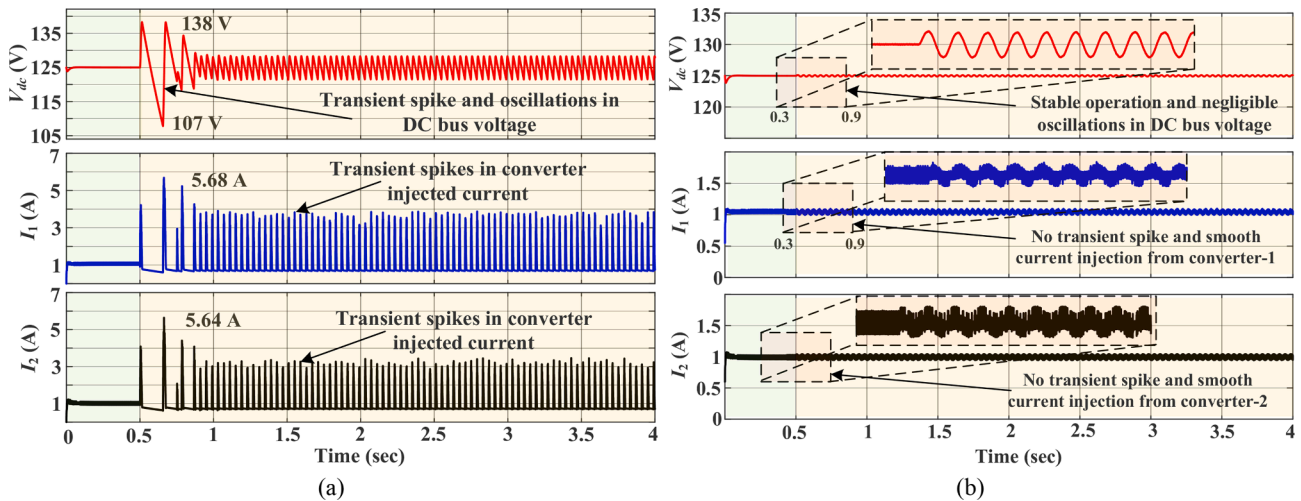 145
138 V
135
125
115
105
V_dc (V)
Transient spike and oscillations in
DC bus voltage
107 V
7
5
3
1
I_1 (A)
5.68 A
Transient spikes in converter
injected current
7
5
3
1
I_2 (A)
5.64 A
Transient spikes in converter
injected current
0 0.5 1 1.5 2 2.5 3 3.5 4
Time (sec)
(a)
135
130
125
120
V_dc (V)
0.3 0.9
Stable operation and negligible
oscillations in DC bus voltage
1.5
1
0.5
0
I_1 (A)
0.3 0.9
No transient spike and smooth
current injection from converter-1
2
1.5
1
0.5
0
I_2 (A)
No transient spike and smooth
current injection from converter-2
0 0.5 1 1.5 2 2.5 3 3.5 4
Time (sec)
(b)